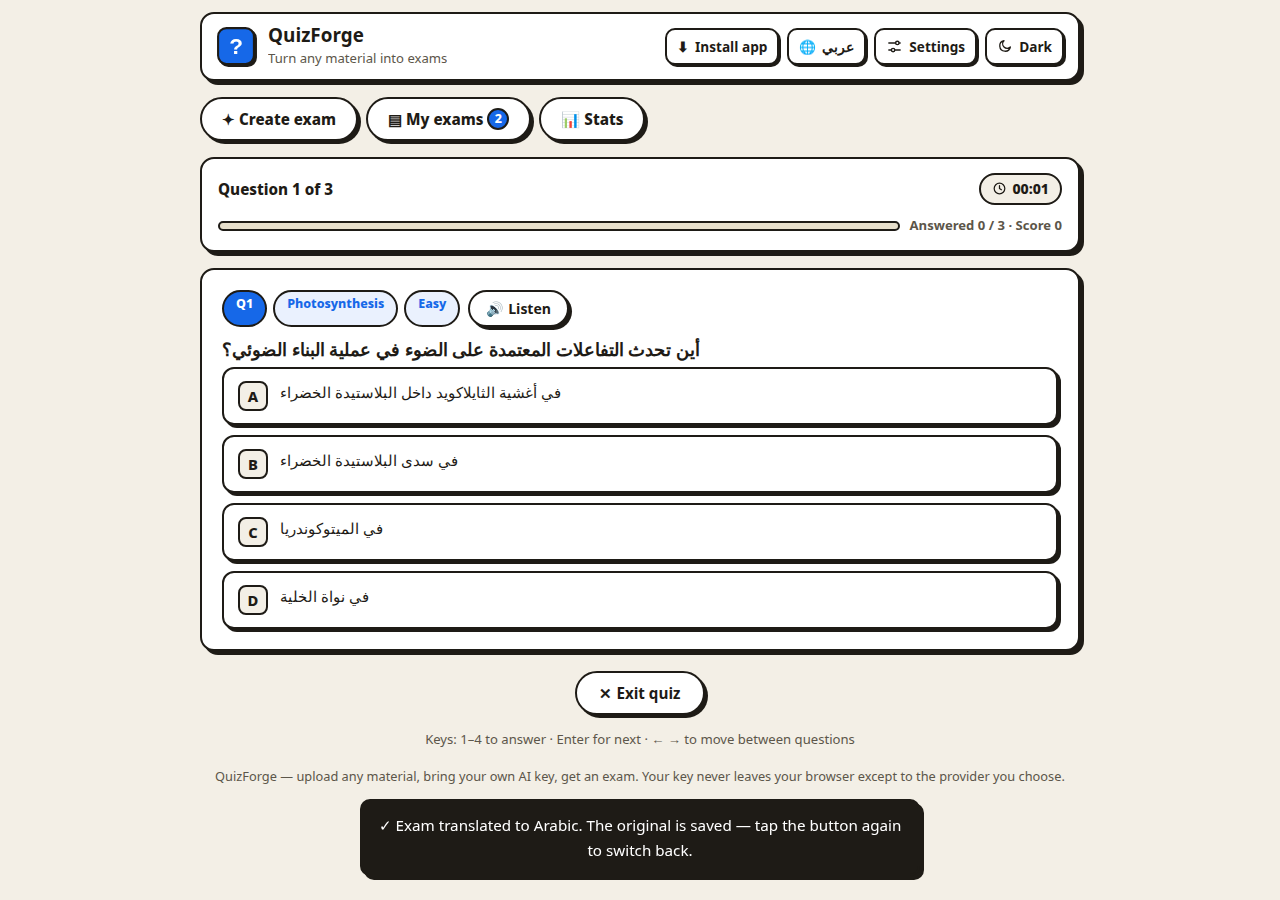 ?
QuizForge
Turn any material into exams
⬇ Install app
🌐 عربي
Settings
Dark
✦ Create exam
▤ My exams 2
📊 Stats
Question 1 of 3
00:01
Answered 0 / 3 · Score 0
Q1
Photosynthesis
Easy
🔊 Listen
أين تحدث التفاعلات المعتمدة على الضوء في عملية البناء الضوئي؟
A في أغشية الثايلاكويد داخل البلاستيدة الخضراء
B في سدى البلاستيدة الخضراء
C في الميتوكوندريا
D في نواة الخلية
✕ Exit quiz
Keys: 1–4 to answer · Enter for next · ← → to move between questions
QuizForge — upload any material, bring your own AI key, get an exam. Your key never leaves your browser except to the provider you choose.
✓ Exam translated to Arabic. The original is saved — tap the button again
to switch back.